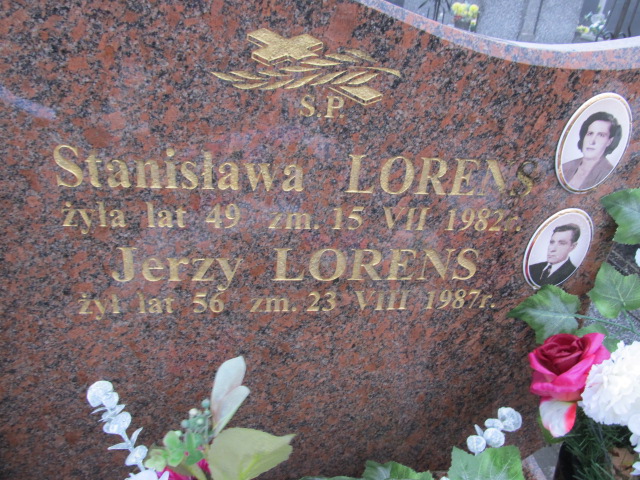 S.P.
Stanisława LORENS
żyła lat 49 zm. 15 VII 1982r.
Jerzy LORENS
żył lat 56 zm. 23 VIII 1987r.